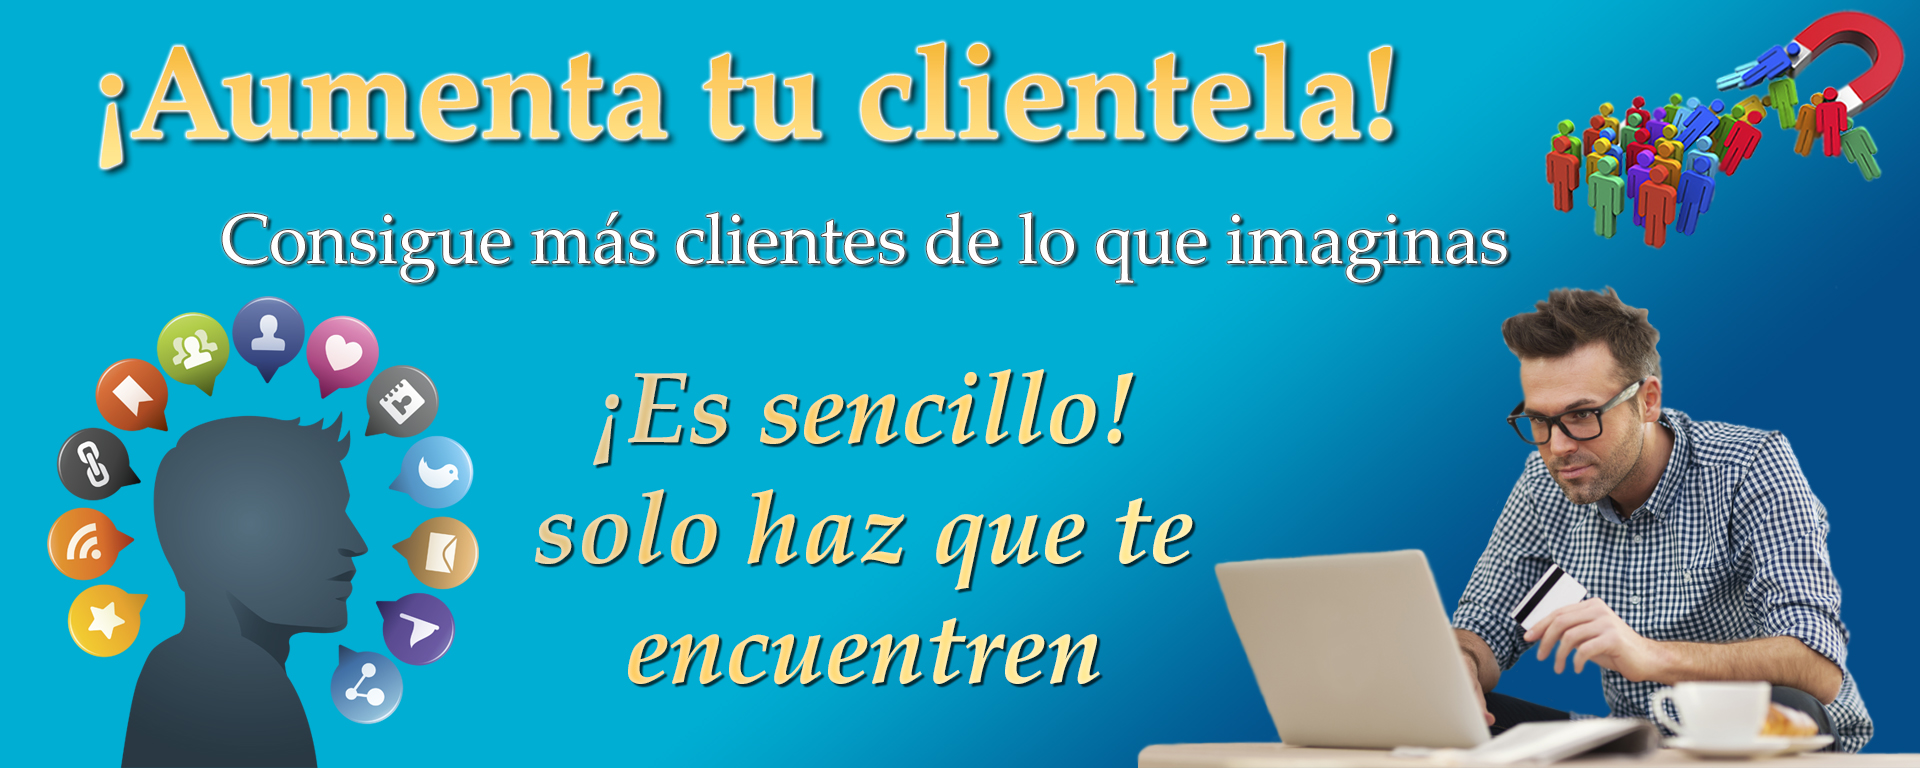 ¡Aumenta tu clientela!
Consigue más clientes de lo que imaginas
¡Es sencillo!
solo haz que te
encuentren